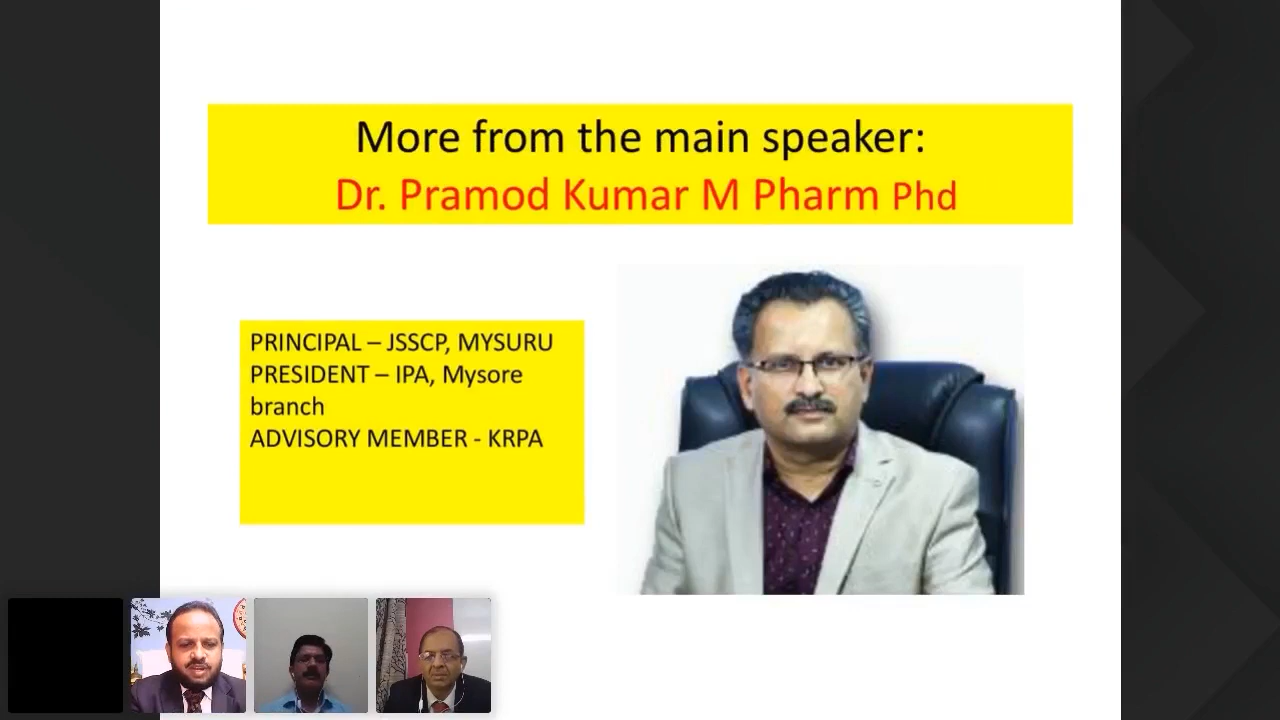 More from the main speaker:
Dr. Pramod Kumar M Pharm Phd
PRINCIPAL – JSSCP, MYSURU
PRESIDENT – IPA, Mysore
branch
ADVISORY MEMBER - KRPA